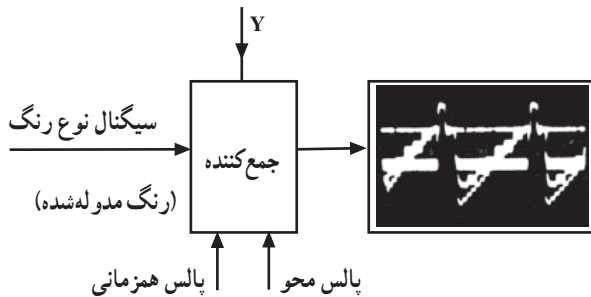 Y
سیگنال نوع رنگ
جمع‌کننده
(رنگ مدوله‌شده)
پالس محو
پالس همزمانی